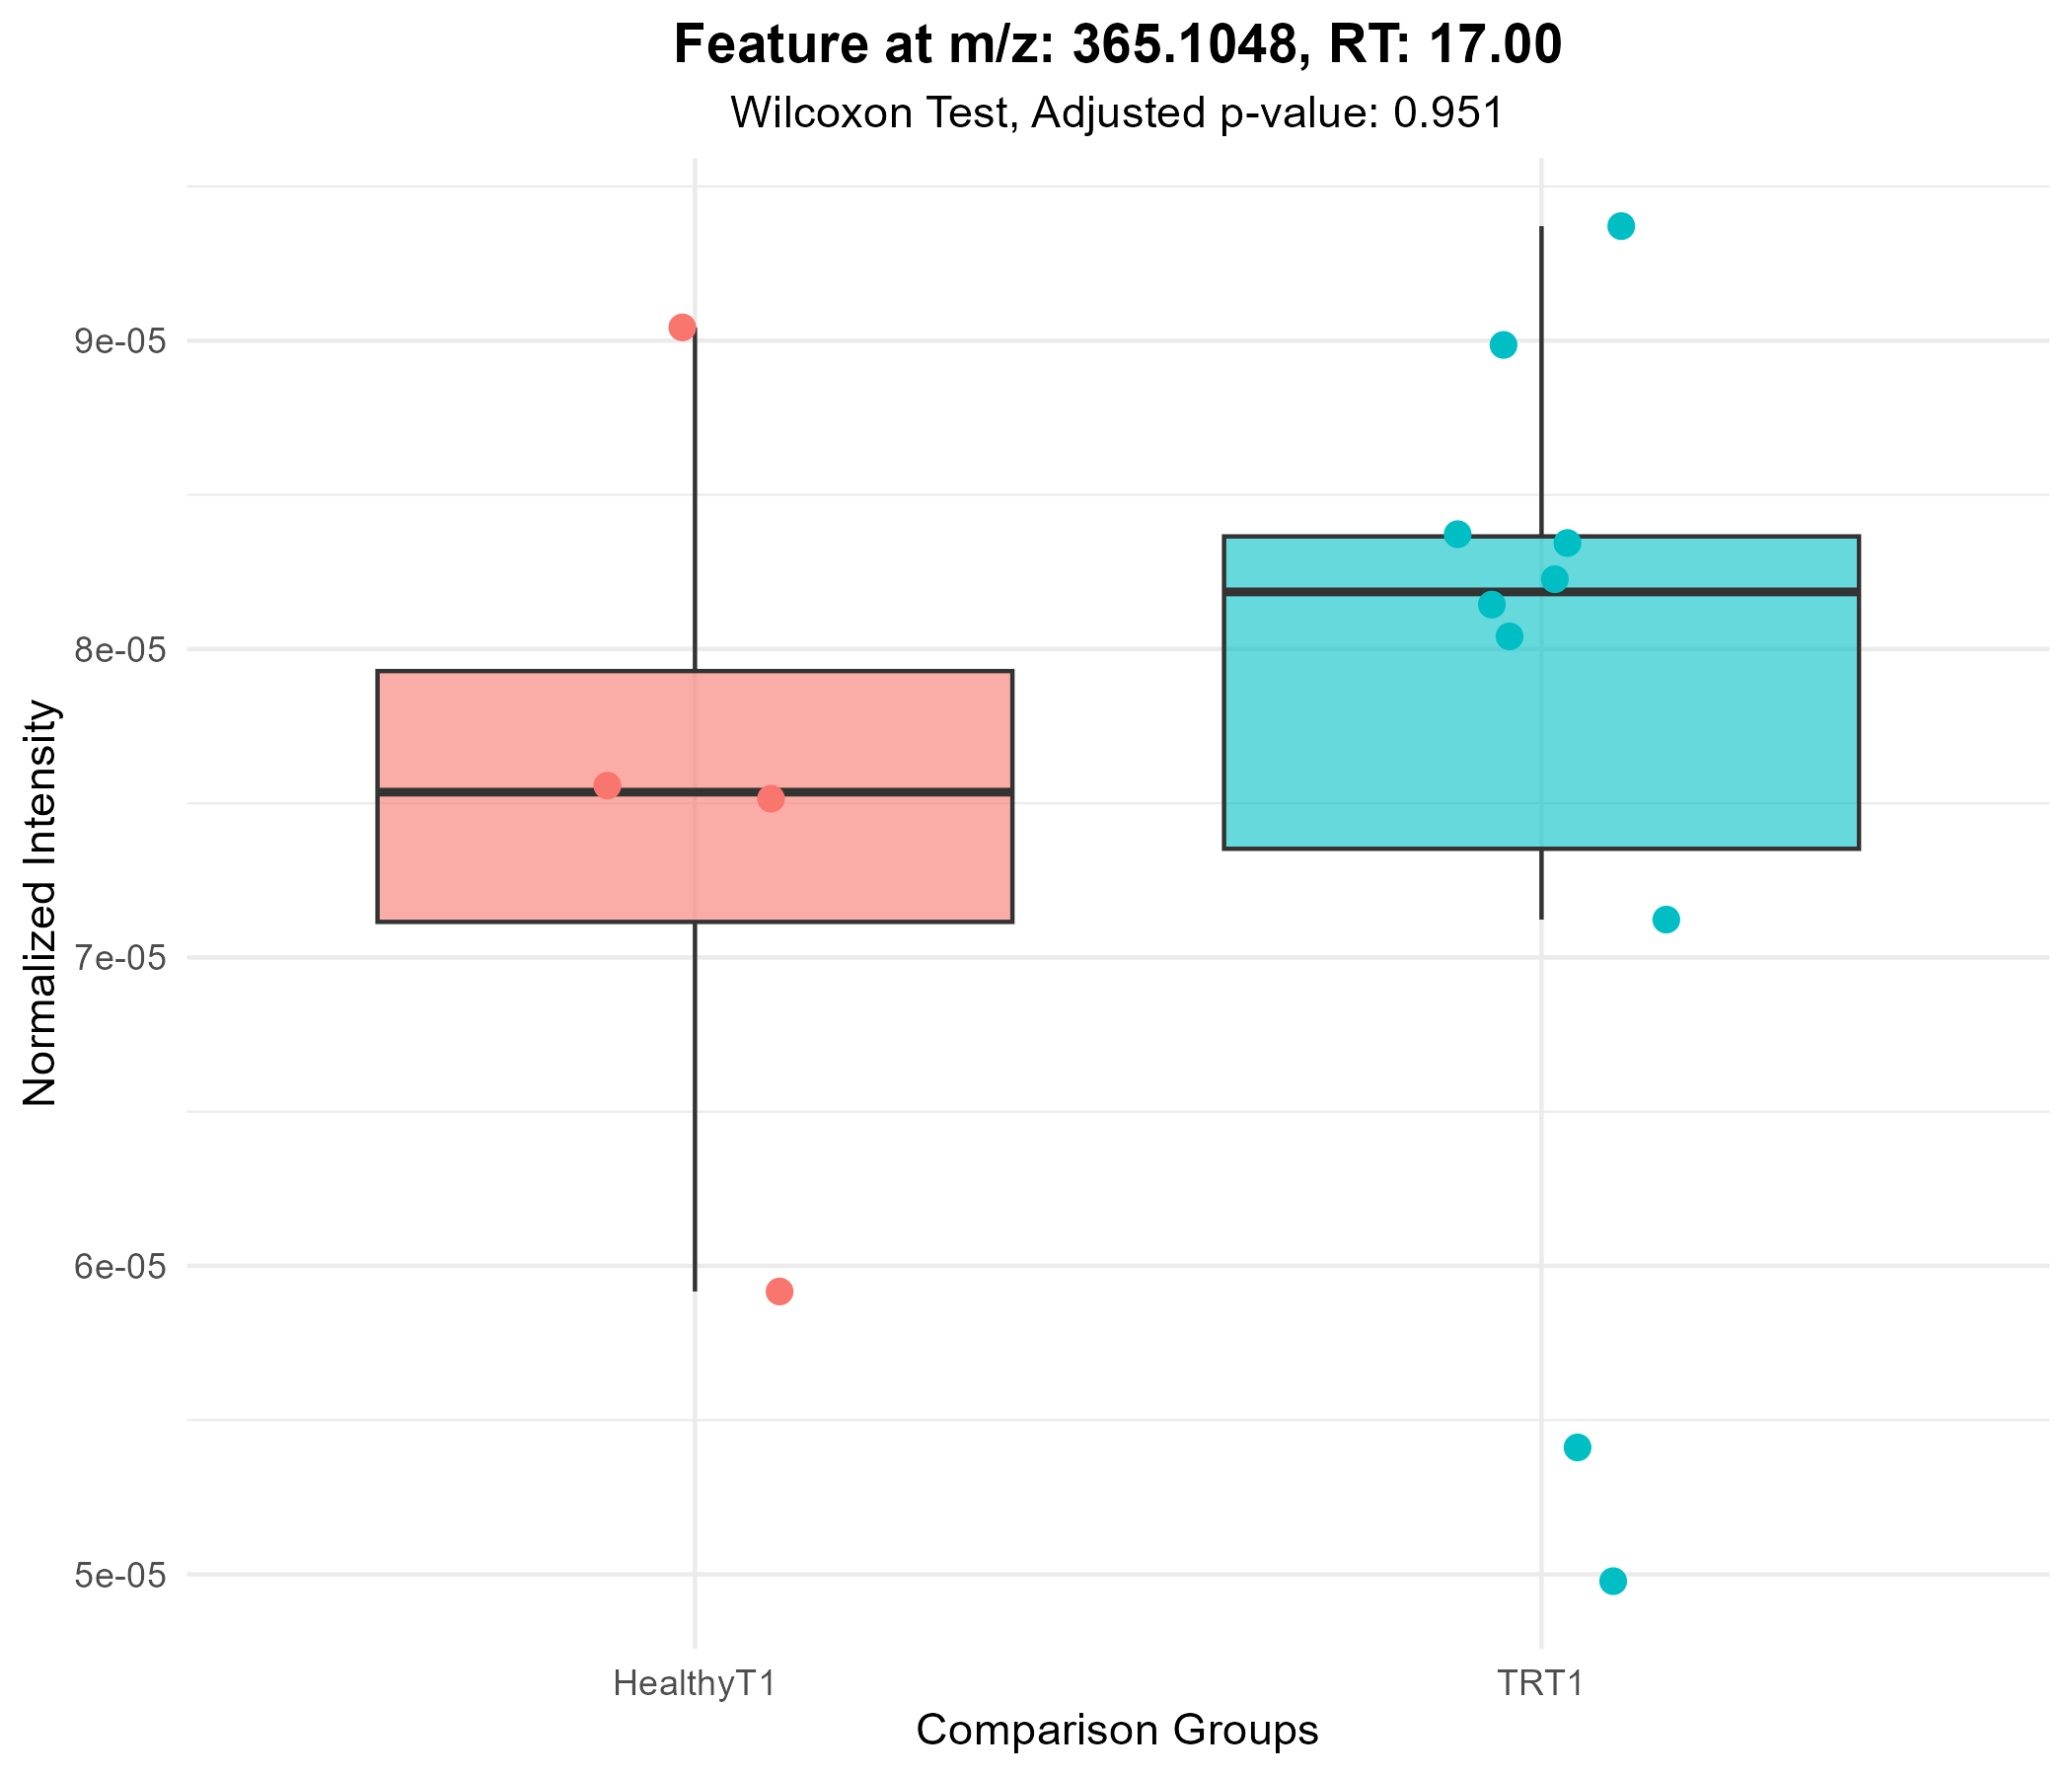 Feature at m/z: 365.1048, RT: 17.00
Wilcoxon Test, Adjusted p-value: 0.951
Normalized Intensity
9e-05
8e-05
7e-05
6e-05
5e-05
HealthyT1
TRT1
Comparison Groups